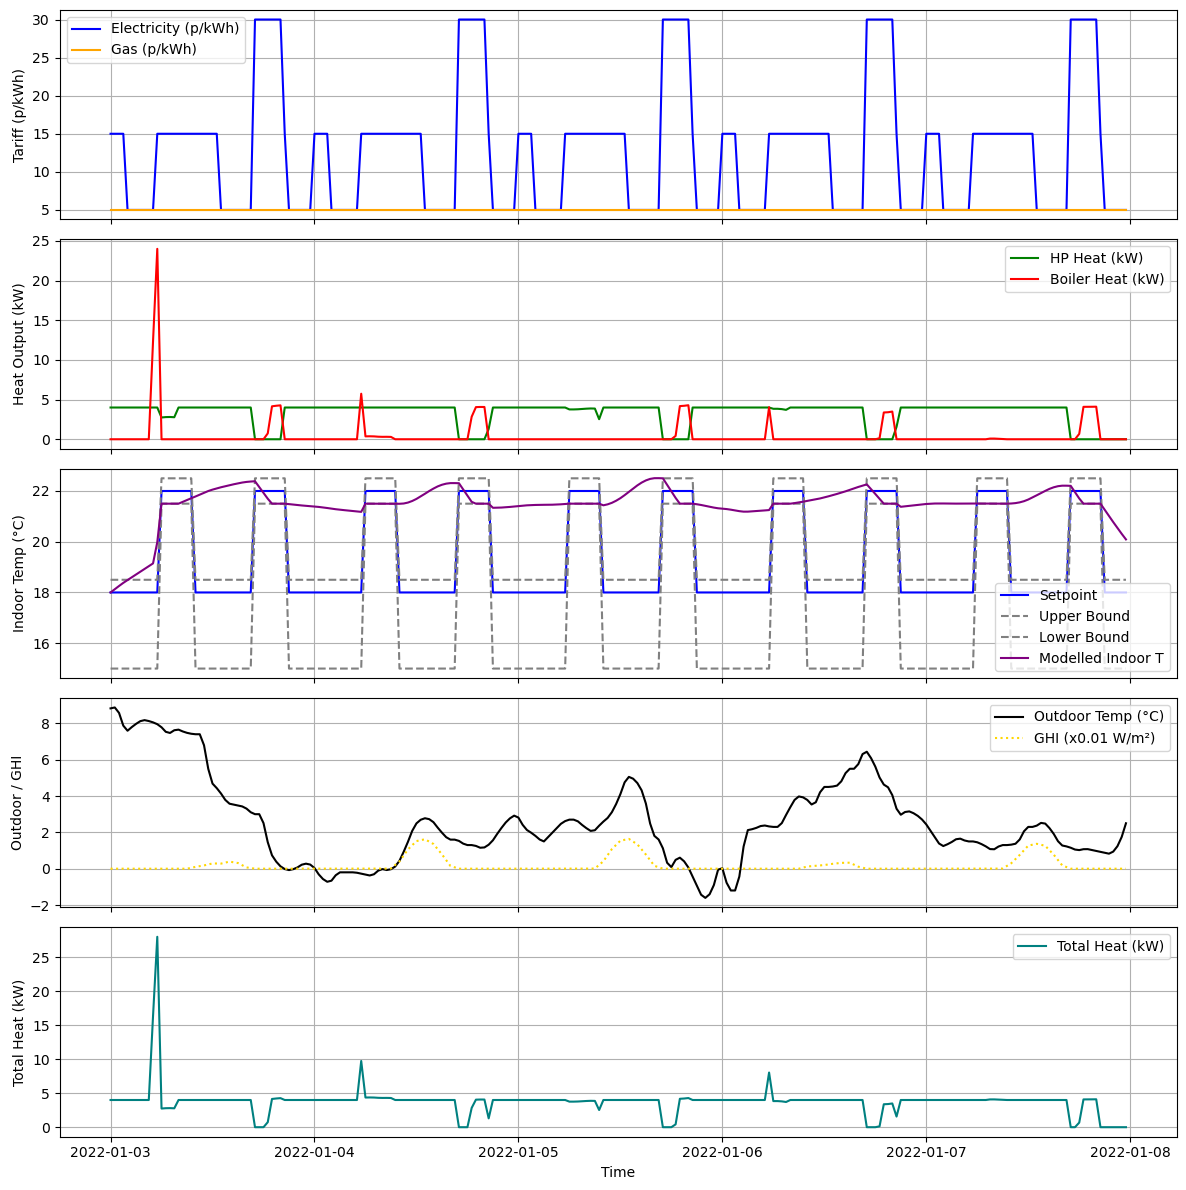 Tariff (p/kWh)
30
25
20
15
10
5
Electricity (p/kWh)
Gas (p/kWh)
Heat Output (kW)
25
20
15
10
5
0
HP Heat (kW)
Boiler Heat (kW)
Indoor Temp (°C)
22
20
18
16
Setpoint
Upper Bound
Lower Bound
Modelled Indoor T
Outdoor / GHI
8
6
4
2
0
−2
Outdoor Temp (°C)
GHI (x0.01 W/m²)
Total Heat (kW)
25
20
15
10
5
0
Total Heat (kW)
2022-01-03
2022-01-04
2022-01-05
2022-01-06
2022-01-07
2022-01-08
Time